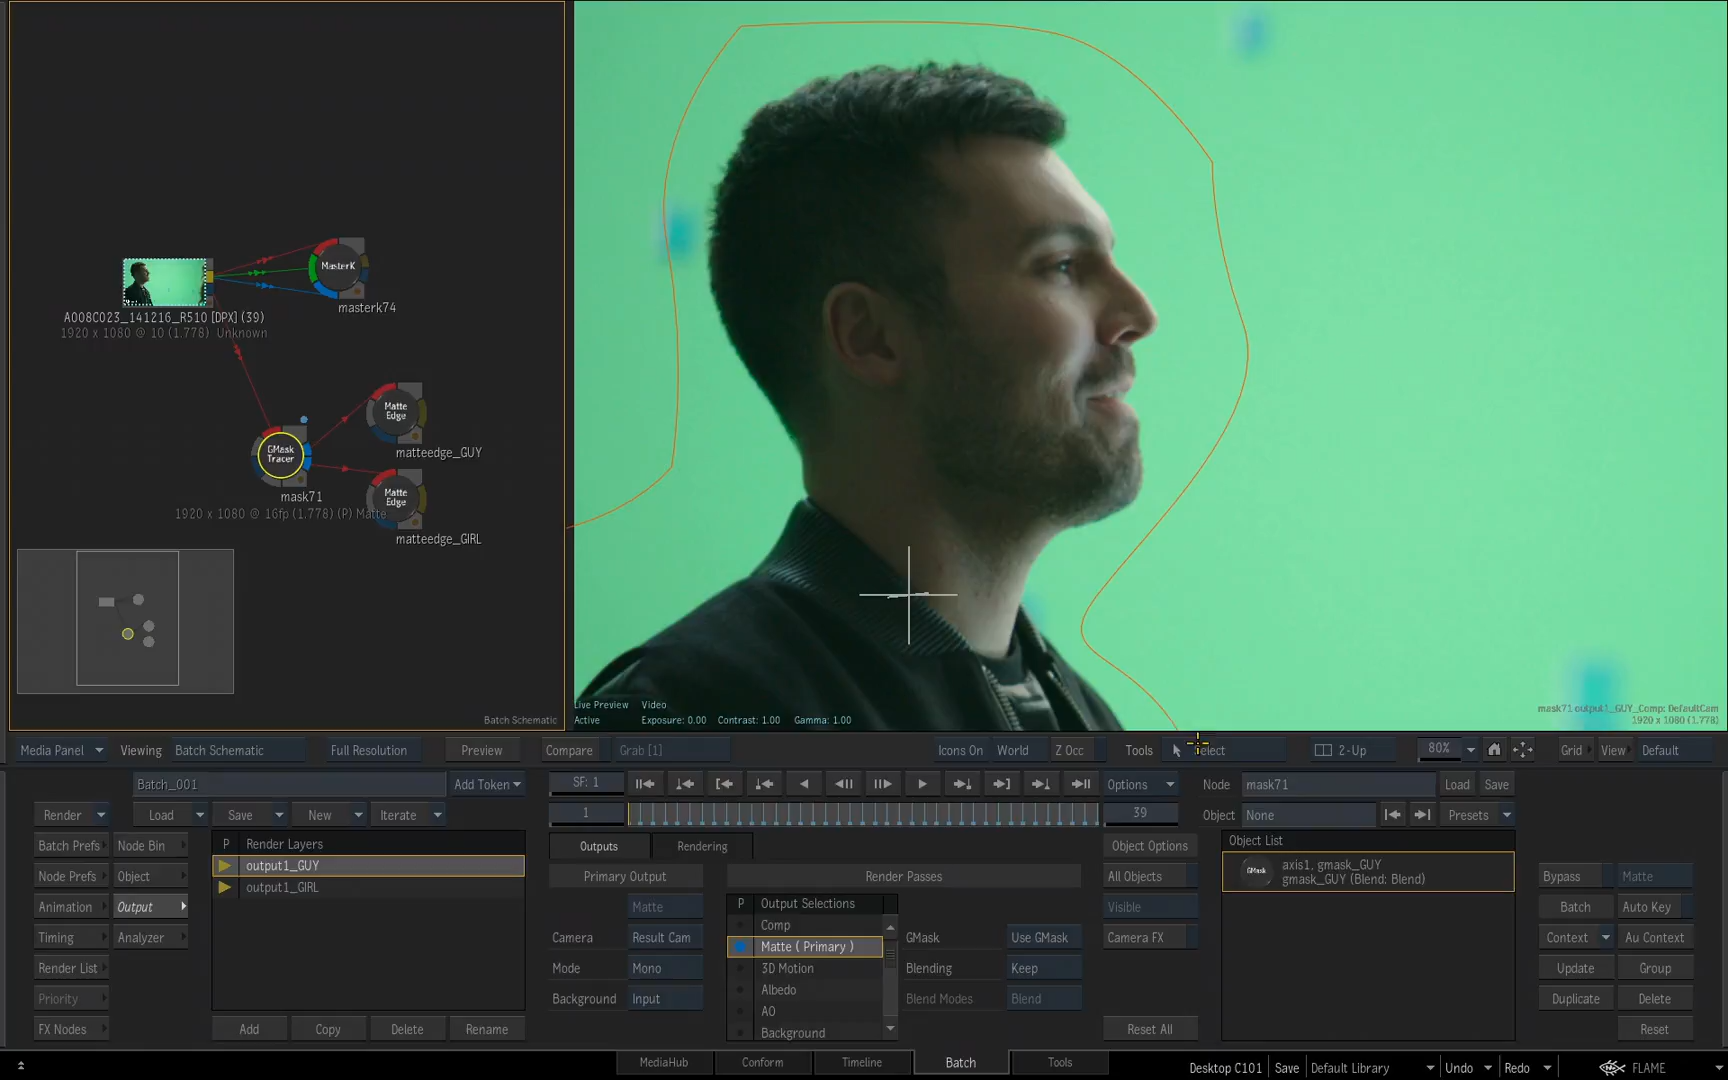 MasterK
masterk74
A008C023_141216_R510 [DPX] (39)
1920 x 1080 @ 10 (1.778) Unknown
Matte
Edge
matteedge_GUY
GMask
Tracer
mask71
Matte
Edge
1920 x 1080 @ 16fp (1.778) (P) Matte
matteedge_GIRL
Batch Schematic
Live Preview Video
Active Exposure: 0.00 Contrast: 1.00 Gamma: 1.00
mask71 output1_GUY_Comp: DefaultCam
1920 x 1080 (1.778)
Media Panel Viewing Batch Schematic Full Resolution Preview Compare Grab [1] Icons On World Z Occ Tools Select 2-Up 80% Grid View Default
Batch_001 Add Token SF: 1 Options Node mask71 Load Save
Render Load Save New Iterate 1 39 Object None Presets
Batch Prefs Node Bin P Render Layers Outputs Rendering Object Options Object List
Node Prefs Object output1_GUY Primary Output Render Passes All Objects GMask axis1, gmask_GUY
gmask_GUY (Blend: Blend) Bypass Matte
output1_GIRL
Animation Output Matte P Output Selections Visible Batch Auto Key
Comp
Timing Analyzer Camera Result Cam Matte ( Primary ) GMask Use GMask Camera FX Context Au Context
Render List Mode Mono 3D Motion Blending Keep Update Group
Albedo
Priority Background Input AO Blend Modes Blend Duplicate Delete
FX Nodes Add Copy Delete Rename Background Reset All Reset
MediaHub Conform Timeline Batch Tools Desktop C101 Save Default Library Undo Redo FLAME